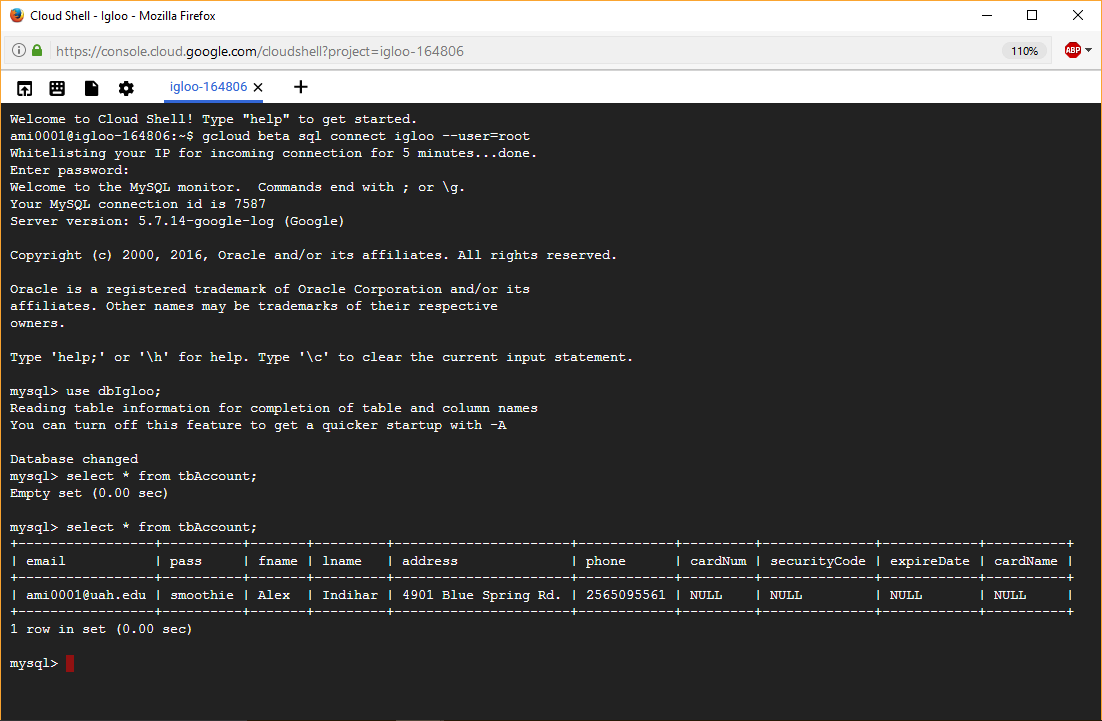 Cloud Shell - Igloo - Mozilla Firefox
https://console.cloud.google.com/cloudshell?project=igloo-164806
110%
ABP
igloo-164806
Welcome to Cloud Shell! Type "help" to get started.
ami0001@igloo-164806:~$ gcloud beta sql connect igloo --user=root
Whitelisting your IP for incoming connection for 5 minutes...done.
Enter password:
Welcome to the MySQL monitor.  Commands end with ; or \g.
Your MySQL connection id is 7587
Server version: 5.7.14-google-log (Google)
Copyright (c) 2000, 2016, Oracle and/or its affiliates. All rights reserved.
Oracle is a registered trademark of Oracle Corporation and/or its
affiliates. Other names may be trademarks of their respective
owners.
Type 'help;' or '\h' for help. Type '\c' to clear the current input statement.
mysql> use dbIgloo;
Reading table information for completion of table and column names
You can turn off this feature to get a quicker startup with -A
Database changed
mysql> select * from tbAccount;
Empty set (0.00 sec)
mysql> select * from tbAccount;
+-----------------+----------+-------+---------+----------------------+------------+---------+--------------+------------+----------+
| email           | pass     | fname | lname   | address              | phone      | cardNum | securityCode | expireDate | cardName |
+-----------------+----------+-------+---------+----------------------+------------+---------+--------------+------------+----------+
| ami0001@uah.edu | smoothie | Alex  | Indihar | 4901 Blue Spring Rd. | 2565095561 | NULL    | NULL         | NULL       | NULL     |
+-----------------+----------+-------+---------+----------------------+------------+---------+--------------+------------+----------+
1 row in set (0.00 sec)
mysql>